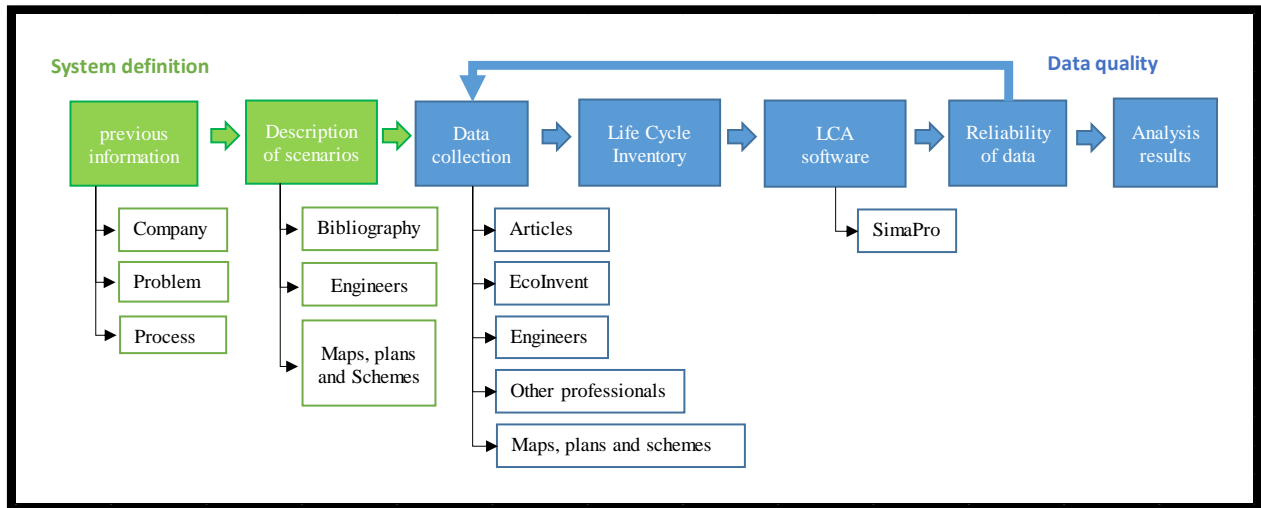 System definition
Data quality
previous
information
Description
of scenarios
Data
collection
Life Cycle
Inventory
LCA
software
Reliability
of data
Analysis
results
Company
Problem
Process
Bibliography
Engineers
Maps, plans
and Schemes
Articles
EcoInvent
Engineers
Other professionals
Maps, plans and schemes
SimaPro